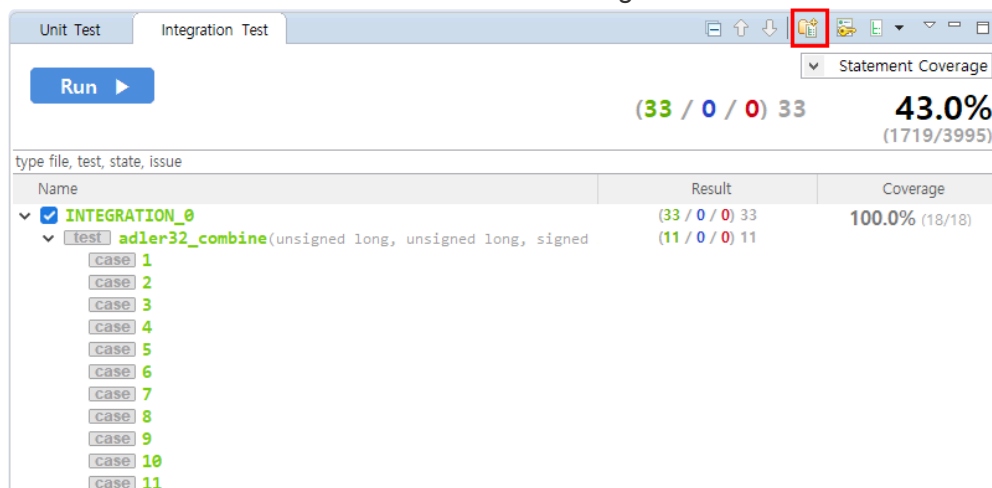 Unit Test
Integration Test
Statement Coverage
Run
(33 / 0 / 0) 33
43.0%
(1719/3995)
type file, test, state, issue
Name Result Coverage
INTEGRATION_0 (33 / 0 / 0) 33 100.0% (18/18)
test adler32_combine(unsigned long, unsigned long, signed (11 / 0 / 0) 11
case 1
case 2
case 3
case 4
case 5
case 6
case 7
case 8
case 9
case 10
case 11